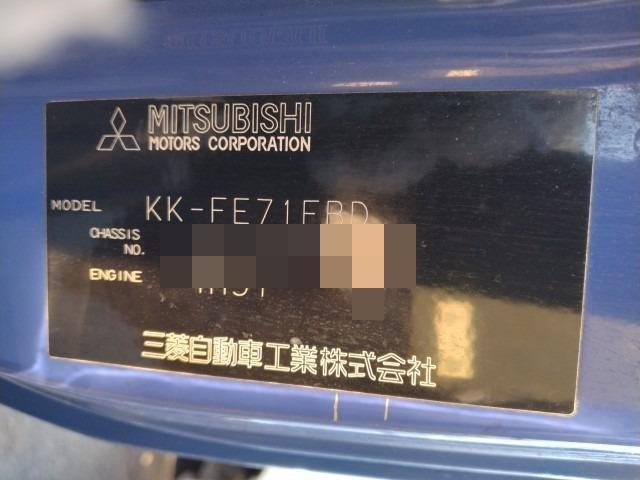 MITSUBISHI
MOTORS CORPORATION
MODEL KK-FE71EBD
CHASSIS
NO.
ENGINE
三菱自動車工業株式会社